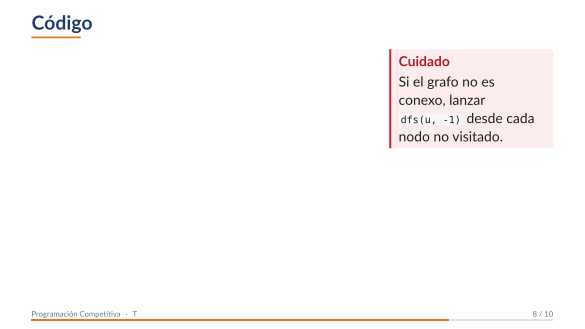 Código
Cuidado
Si el grafo no es
conexo, lanzar
dfs(u, -1) desde cada
nodo no visitado.
Programación Competitiva · T
8 / 10